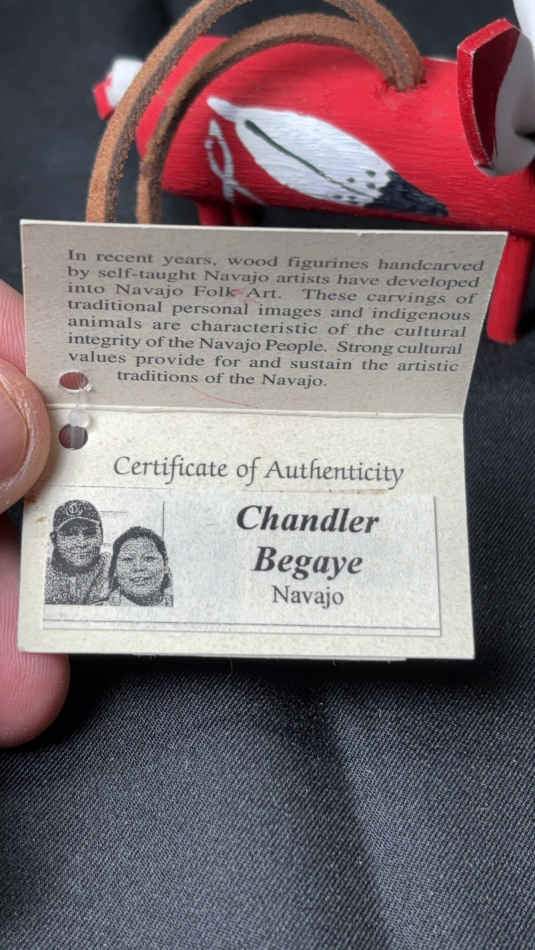 In recent years, wood figurines handcarved
by self-taught Navajo artists have developed
into Navajo Folk Art. These carvings of
traditional personal images and indigenous
animals are characteristic of the cultural
integrity of the Navajo People. Strong cultural
values provide for and sustain the artistic
traditions of the Navajo.
Certificate of Authenticity
Chandler
Begaye
Navajo